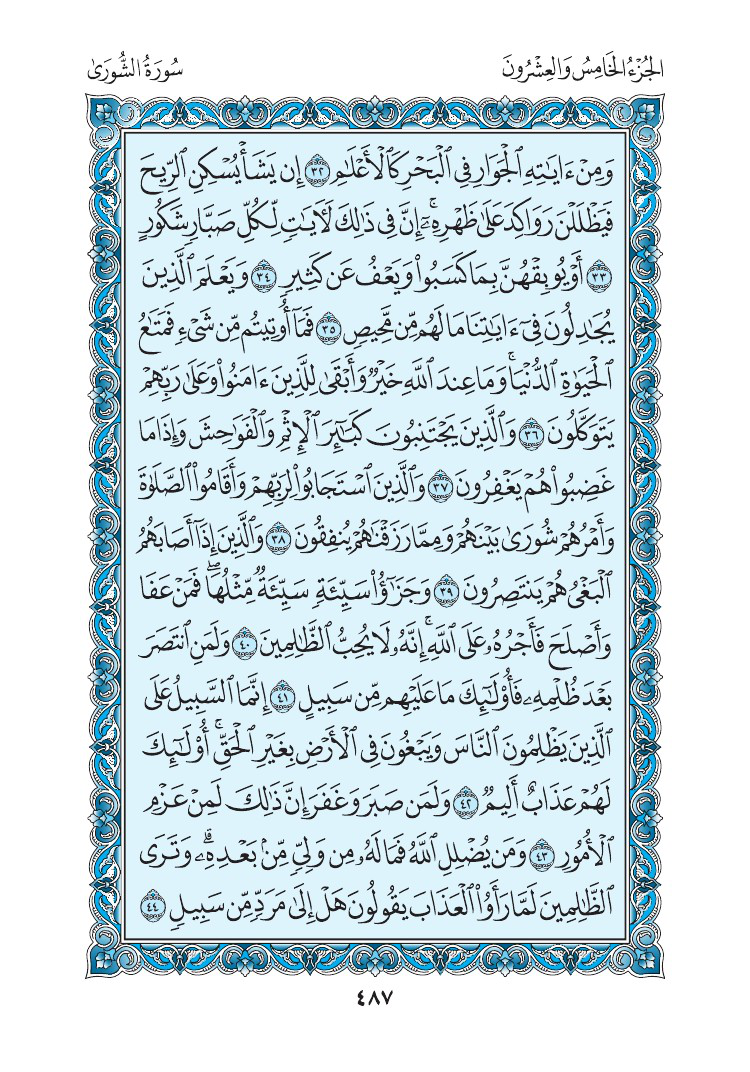 الجُزْءُ الخَامِسُ وَالعِشْرُونَ سُورَةُ الشُّورَىٰ
وَمِنْ ءَايَٰتِهِ ٱلْجَوَارِ فِى ٱلْبَحْرِ كَٱلْأَعْلَٰمِ ٣٢ إِن يَشَأْ يُسْكِنِ ٱلرِّيحَ
فَيَظْلَلْنَ رَوَاكِدَ عَلَىٰ ظَهْرِهِۦٓ ۚ إِنَّ فِى ذَٰلِكَ لَءَايَٰتٍ لِّكُلِّ صَبَّارٍ شَكُورٍ
٣٣ أَوْ يُوبِقْهُنَّ بِمَا كَسَبُوا۟ وَيَعْفُ عَن كَثِيرٍ ٣٤ وَيَعْلَمَ ٱلَّذِينَ
يُجَٰدِلُونَ فِىٓ ءَايَٰتِنَا مَا لَهُم مِّن مَّحِيصٍ ٣٥ فَمَآ أُوتِيتُم مِّن شَىْءٍ فَمَتَٰعُ
ٱلْحَيَوٰةِ ٱلدُّنْيَا ۖ وَمَا عِندَ ٱللَّهِ خَيْرٌ وَأَبْقَىٰ لِلَّذِينَ ءَامَنُوا۟ وَعَلَىٰ رَبِّهِمْ
يَتَوَكَّلُونَ ٣٦ وَٱلَّذِينَ يَجْتَنِبُونَ كَبَٰٓئِرَ ٱلْإِثْمِ وَٱلْفَوَٰحِشَ وَإِذَا مَا
غَضِبُوا۟ هُمْ يَغْفِرُونَ ٣٧ وَٱلَّذِينَ ٱسْتَجَابُوا۟ لِرَبِّهِمْ وَأَقَامُوا۟ ٱلصَّلَوٰةَ
وَأَمْرُهُمْ شُورَىٰ بَيْنَهُمْ وَمِمَّا رَزَقْنَٰهُمْ يُنفِقُونَ ٣٨ وَٱلَّذِينَ إِذَآ أَصَابَهُمُ
ٱلْبَغْىُ هُمْ يَنتَصِرُونَ ٣٩ وَجَزَٰٓؤُا۟ سَيِّئَةٍ سَيِّئَةٌ مِّثْلُهَا ۖ فَمَنْ عَفَا
وَأَصْلَحَ فَأَجْرُهُۥ عَلَى ٱللَّهِ ۚ إِنَّهُۥ لَا يُحِبُّ ٱلظَّٰلِمِينَ ٤٠ وَلَمَنِ ٱنتَصَرَ
بَعْدَ ظُلْمِهِۦ فَأُو۟لَٰٓئِكَ مَا عَلَيْهِم مِّن سَبِيلٍ ٤١ إِنَّمَا ٱلسَّبِيلُ عَلَى
ٱلَّذِينَ يَظْلِمُونَ ٱلنَّاسَ وَيَبْغُونَ فِى ٱلْأَرْضِ بِغَيْرِ ٱلْحَقِّ ۚ أُو۟لَٰٓئِكَ
لَهُمْ عَذَابٌ أَلِيمٌ ٤٢ وَلَمَن صَبَرَ وَغَفَرَ إِنَّ ذَٰلِكَ لَمِنْ عَزْمِ
ٱلْأُمُورِ ٤٣ وَمَن يُضْلِلِ ٱللَّهُ فَمَا لَهُۥ مِن وَلِىٍّ مِّنۢ بَعْدِهِۦ ۗ وَتَرَى
ٱلظَّٰلِمِينَ لَمَّا رَأَوُا۟ ٱلْعَذَابَ يَقُولُونَ هَلْ إِلَىٰ مَرَدٍّ مِّن سَبِيلٍ ٤٤
٤٨٧